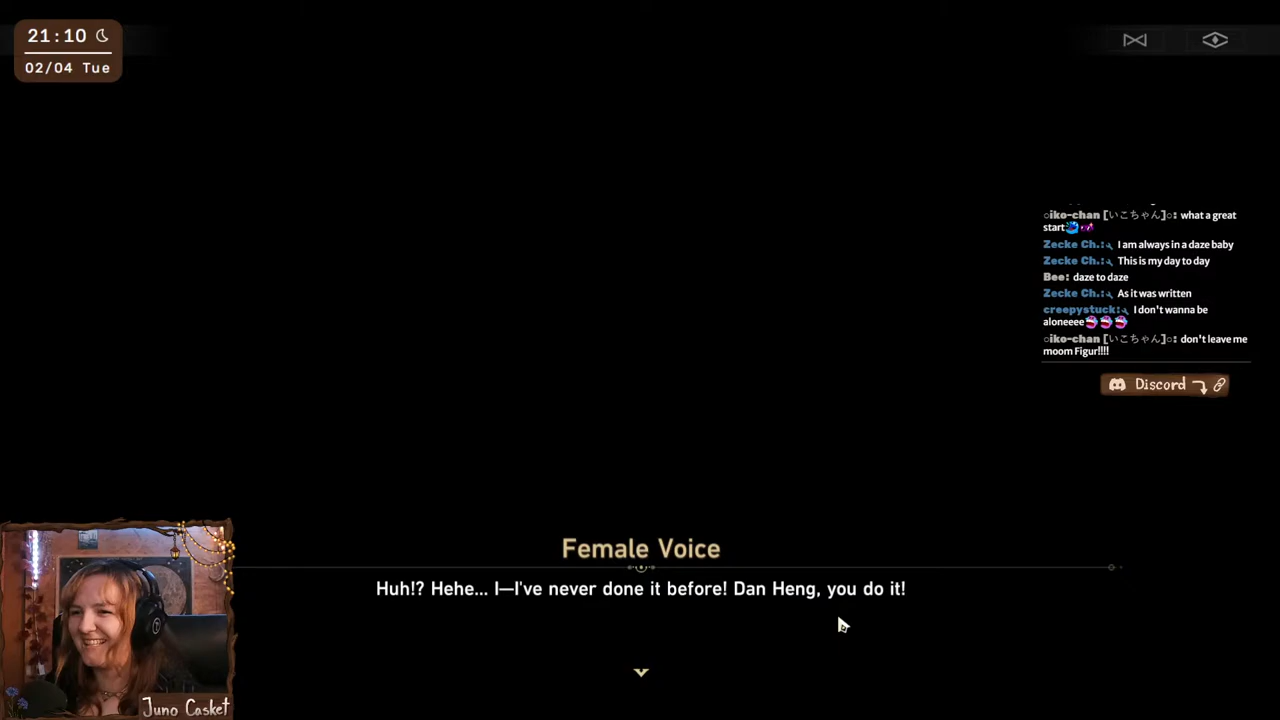 21:10
02/04 Tue
○iko-chan [いこちゃん]○: what a great
start
Zecke Ch.: I am always in a daze baby
Zecke Ch.: This is my day to day
Bee: daze to daze
Zecke Ch.: As it was written
creepystuck: I don't wanna be
aloneeee
○iko-chan [いこちゃん]○: don't leave me
moom Figur!!!!
Discord
Female Voice
Huh!? Hehe... I—I've never done it before! Dan Heng, you do it!
Juno Casket